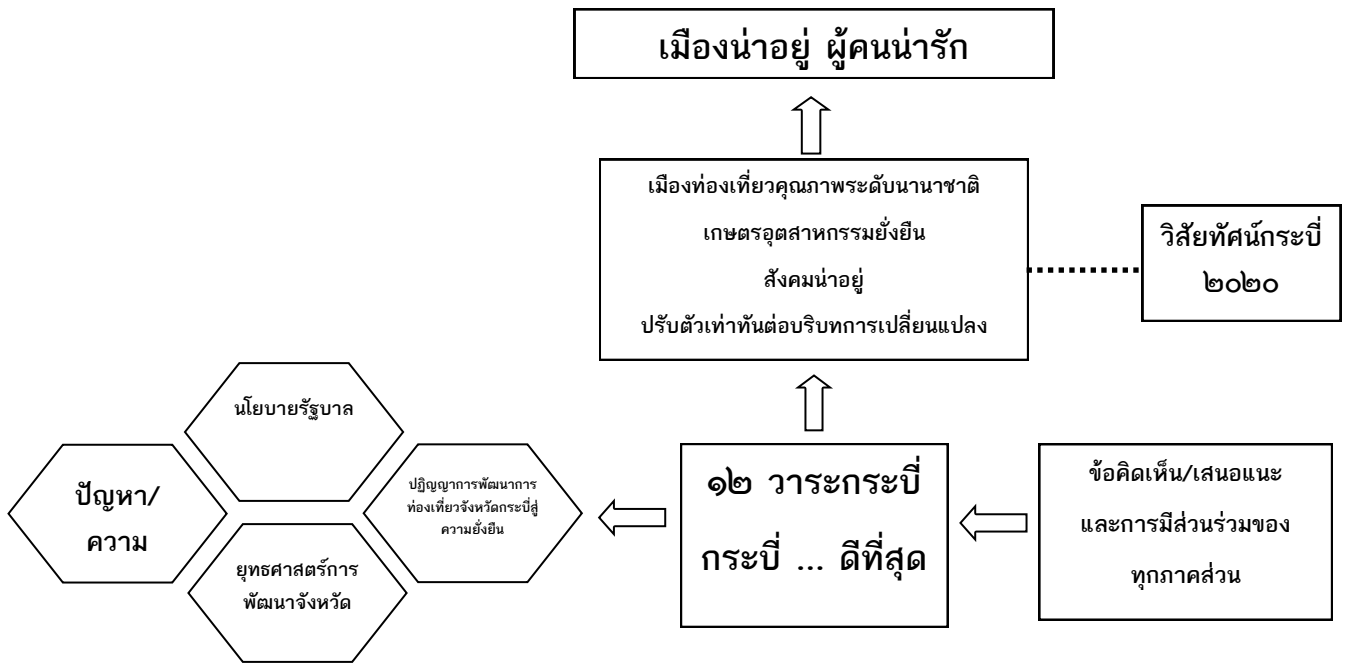 เมืองน่าอยู่ ผู้คนน่ารัก
เมืองท่องเที่ยวคุณภาพระดับนานาชาติ
เกษตรอุตสาหกรรมยั่งยืน
สังคมน่าอยู่
ปรับตัวเท่าทันต่อบริบทการเปลี่ยนแปลง
วิสัยทัศน์กระบี่
๒๐๒๐
นโยบายรัฐบาล
ปัญหา/
ความ
ปฏิญญาการพัฒนาการ
ท่องเที่ยวจังหวัดกระบี่สู่
ความยั่งยืน
ยุทธศาสตร์การ
พัฒนาจังหวัด
๑๒ วาระกระบี่
กระบี่ ... ดีที่สุด
ข้อคิดเห็น/เสนอแนะ
และการมีส่วนร่วมของ
ทุกภาคส่วน